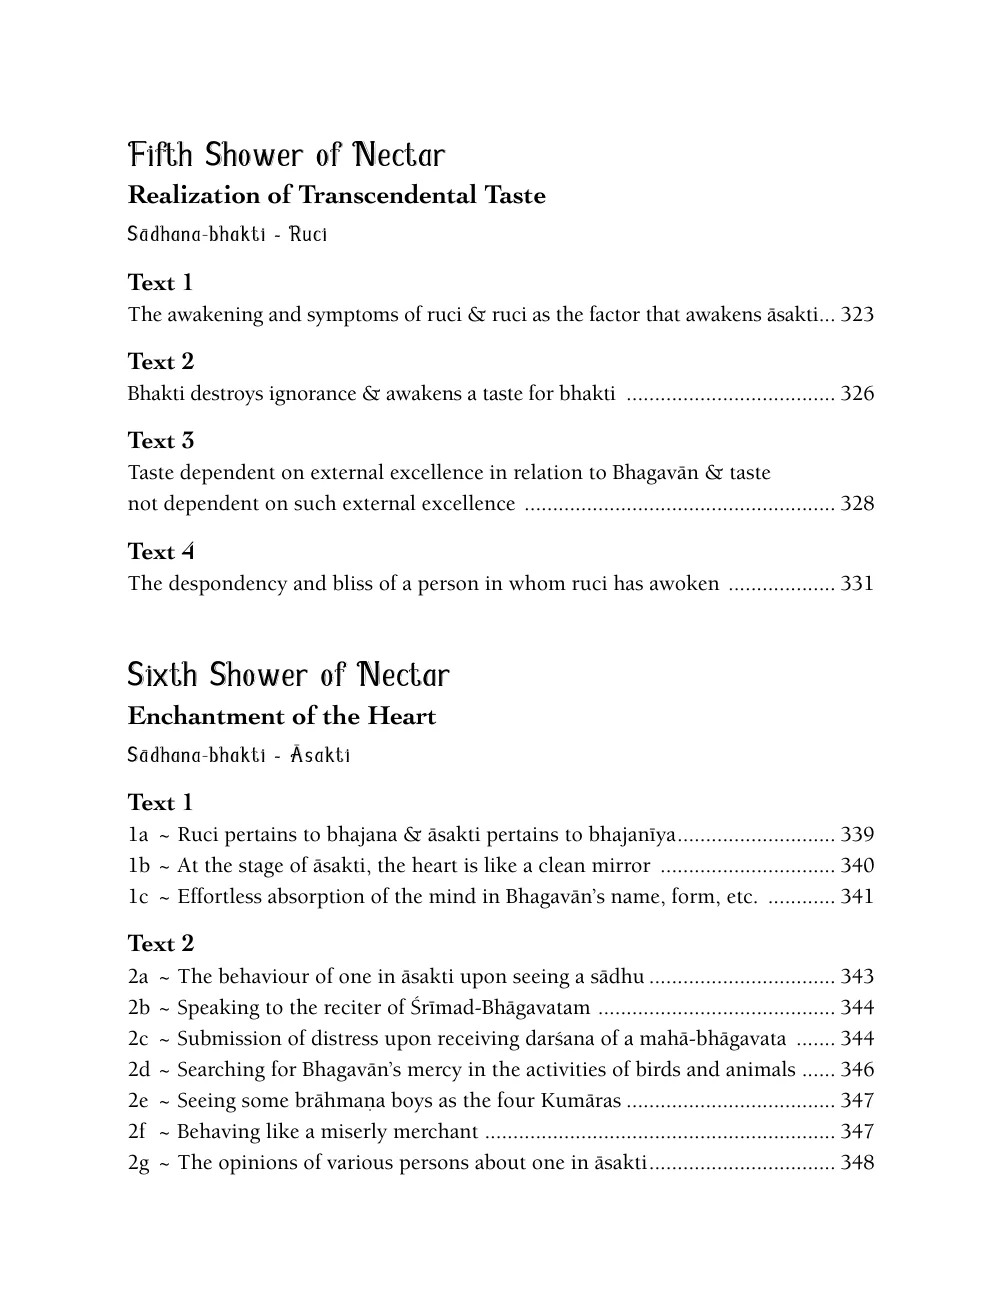 Fifth Shower of Nectar
Realization of Transcendental Taste
Sādhana-bhakti - Ruci
Text 1
The awakening and symptoms of ruci & ruci as the factor that awakens āsakti... 323
Text 2
Bhakti destroys ignorance & awakens a taste for bhakti ..................................... 326
Text 3
Taste dependent on external excellence in relation to Bhagavān & taste
not dependent on such external excellence ....................................................... 328
Text 4
The despondency and bliss of a person in whom ruci has awoken ................... 331
Sixth Shower of Nectar
Enchantment of the Heart
Sādhana-bhakti - Āsakti
Text 1
1a ~ Ruci pertains to bhajana & āsakti pertains to bhajanīya............................ 339
1b ~ At the stage of āsakti, the heart is like a clean mirror ............................... 340
1c ~ Effortless absorption of the mind in Bhagavān’s name, form, etc. ............ 341
Text 2
2a ~ The behaviour of one in āsakti upon seeing a sādhu ................................. 343
2b ~ Speaking to the reciter of Śrīmad-Bhāgavatam .......................................... 344
2c ~ Submission of distress upon receiving darśana of a mahā-bhāgavata ....... 344
2d ~ Searching for Bhagavān’s mercy in the activities of birds and animals ...... 346
2e ~ Seeing some brāhmaṇa boys as the four Kumāras ..................................... 347
2f ~ Behaving like a miserly merchant .............................................................. 347
2g ~ The opinions of various persons about one in āsakti................................. 348